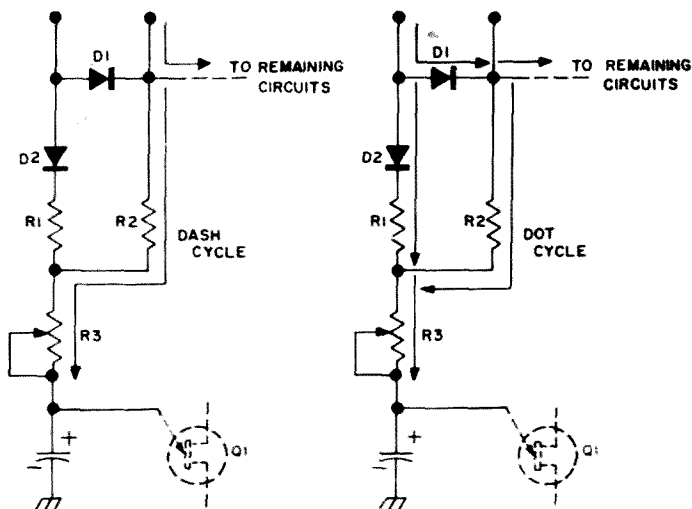 D1
TO REMAINING
CIRCUITS
D2
R1
R2
DASH
CYCLE
R3
+
−
Q1
D1
TO REMAINING
CIRCUITS
D2
R1
R2
DOT
CYCLE
R3
+
−
Q1